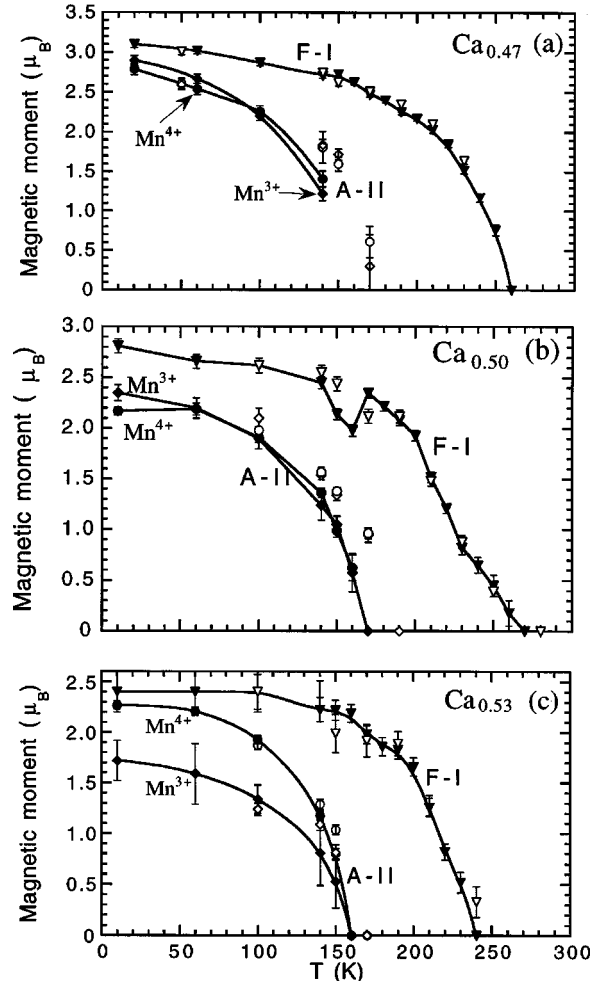 3.5
3.0
2.5
2.0
1.5
1.0
0.5
0
Magnetic moment (μB)
F-I
Ca0.47 (a)
Mn4+
Mn3+
A-II
3.0
2.5
2.0
1.5
1.0
0.5
0
Magnetic moment (μB)
Ca0.50 (b)
Mn3+
Mn4+
A-II
F-I
2.5
2.0
1.5
1.0
0.5
0
Magnetic moment (μB)
Ca0.53 (c)
Mn4+
Mn3+
F-I
A-II
0 50 100 150 200 250 300
T (K)